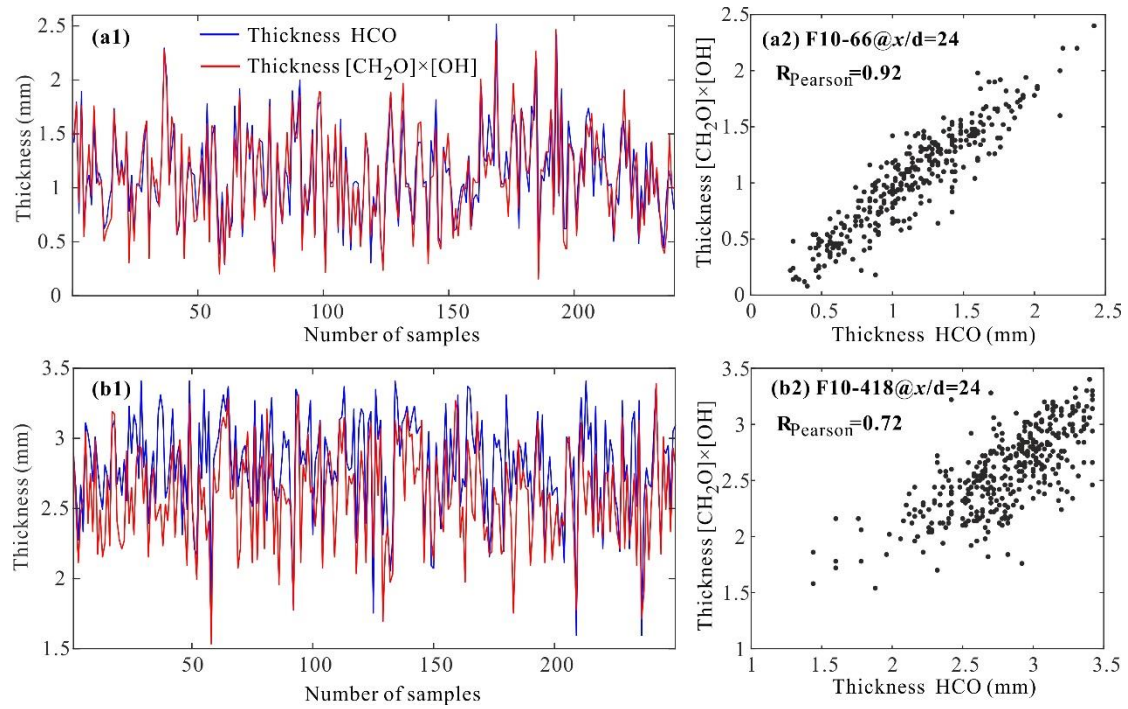 (a1)
Thickness HCO
Thickness [CH₂O]×[OH]
Thickness (mm)
2.5
2
1.5
1
0.5
0
50
100
150
200
Number of samples
(a2) F10-66@x/d=24
R_Pearson=0.92
Thickness [CH₂O]×[OH]
2.5
2
1.5
1
0.5
0
0
0.5
1
1.5
2
2.5
Thickness HCO (mm)
(b1)
Thickness (mm)
3.5
3
2.5
2
1.5
50
100
150
200
Number of samples
(b2) F10-418@x/d=24
R_Pearson=0.72
Thickness [CH₂O]×[OH]
3.5
3
2.5
2
1.5
1
1
1.5
2
2.5
3
3.5
Thickness HCO (mm)